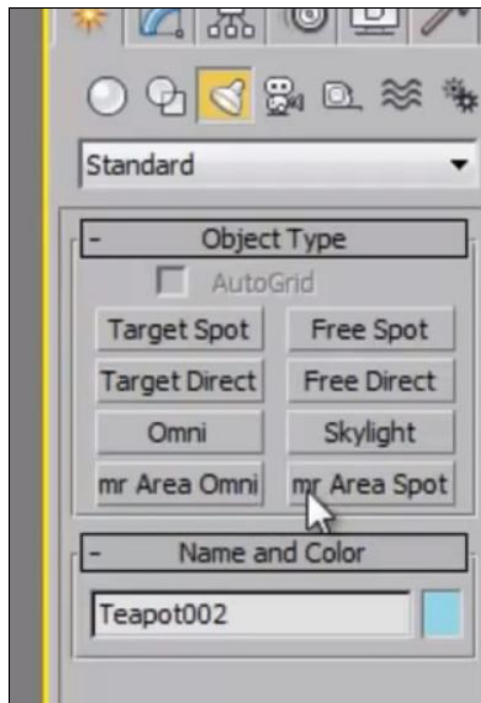 Standard
- Object Type
AutoGrid
Target Spot Free Spot
Target Direct Free Direct
Omni Skylight
mr Area Omni mr Area Spot
- Name and Color
Teapot002